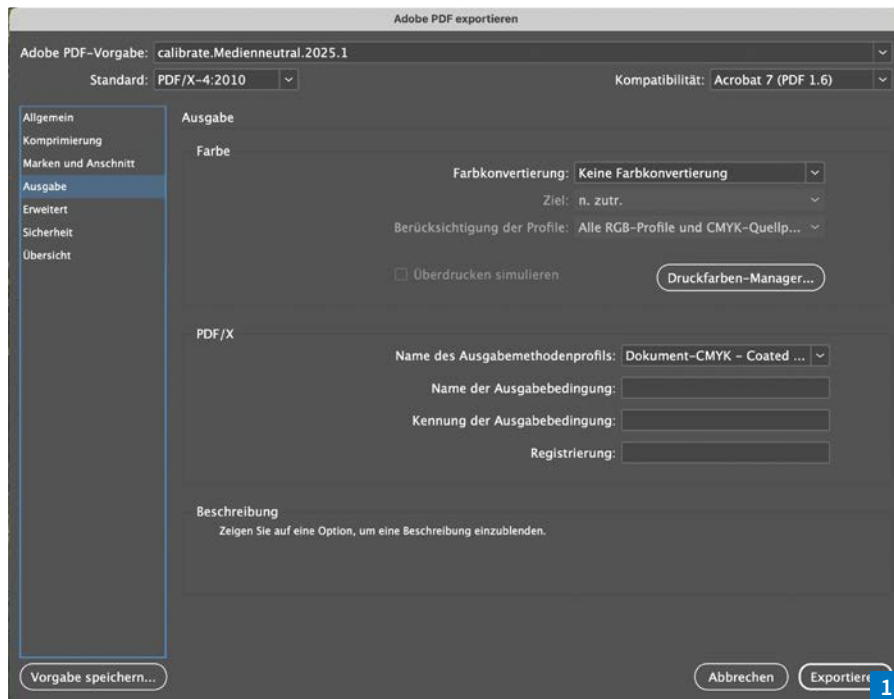 Adobe PDF exportieren
Adobe PDF-Vorgabe: calibrate.Medienneutral.2025.1
Standard: PDF/X-4:2010 Kompatibilität: Acrobat 7 (PDF 1.6)
Allgemein
Komprimierung
Marken und Anschnitt
Ausgabe
Erweitert
Sicherheit
Übersicht
Ausgabe
Farbe
Farbkonvertierung: Keine Farbkonvertierung
Ziel: n. zutr.
Berücksichtigung der Profile: Alle RGB-Profile und CMYK-Quellp...
Überdrucken simulieren
Druckfarben-Manager...
PDF/X
Name des Ausgabemethodenprofils: Dokument-CMYK - Coated ...
Name der Ausgabebedingung:
Kennung der Ausgabebedingung:
Registrierung:
Beschreibung
Zeigen Sie auf eine Option, um eine Beschreibung einzublenden.
Vorgabe speichern... Abbrechen Exportieren
1